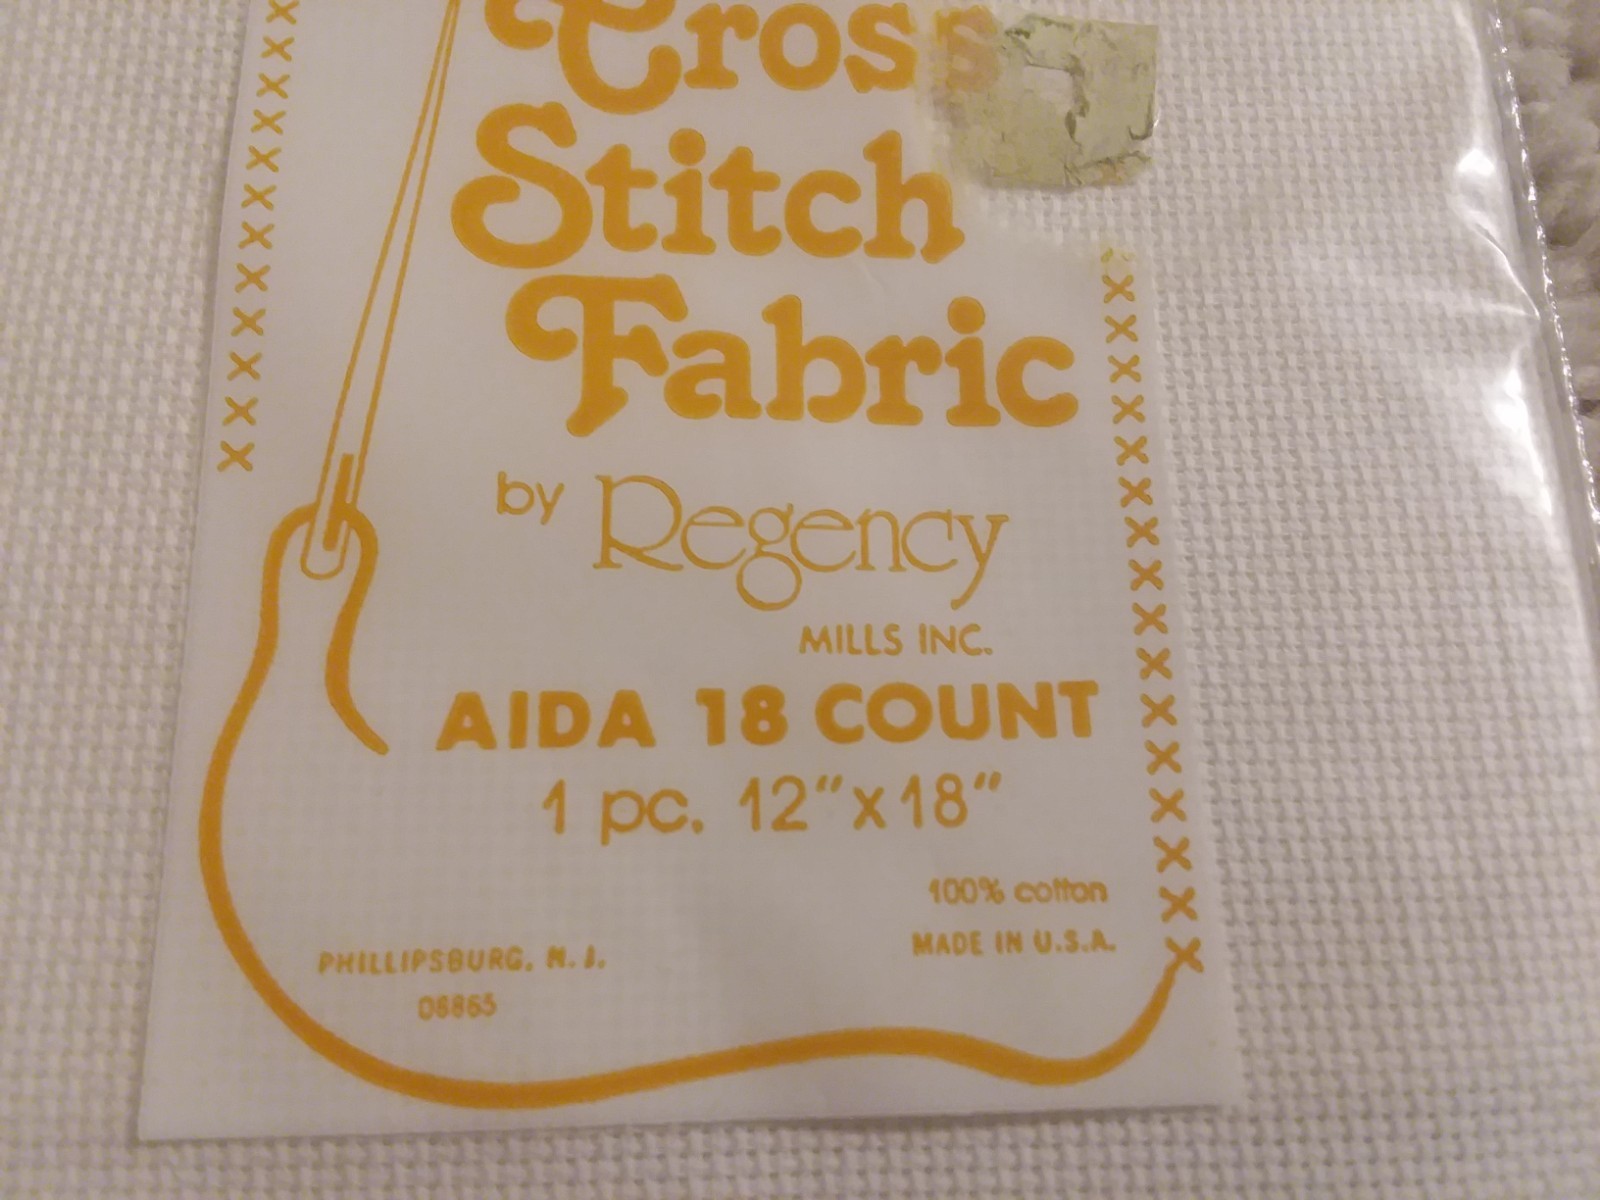 Cross
Stitch
Fabric
by Regency
MILLS INC.
AIDA 18 COUNT
1 pc. 12"x18"
100% cotton
MADE IN U.S.A.
PHILLIPSBURG, N.J.
08865